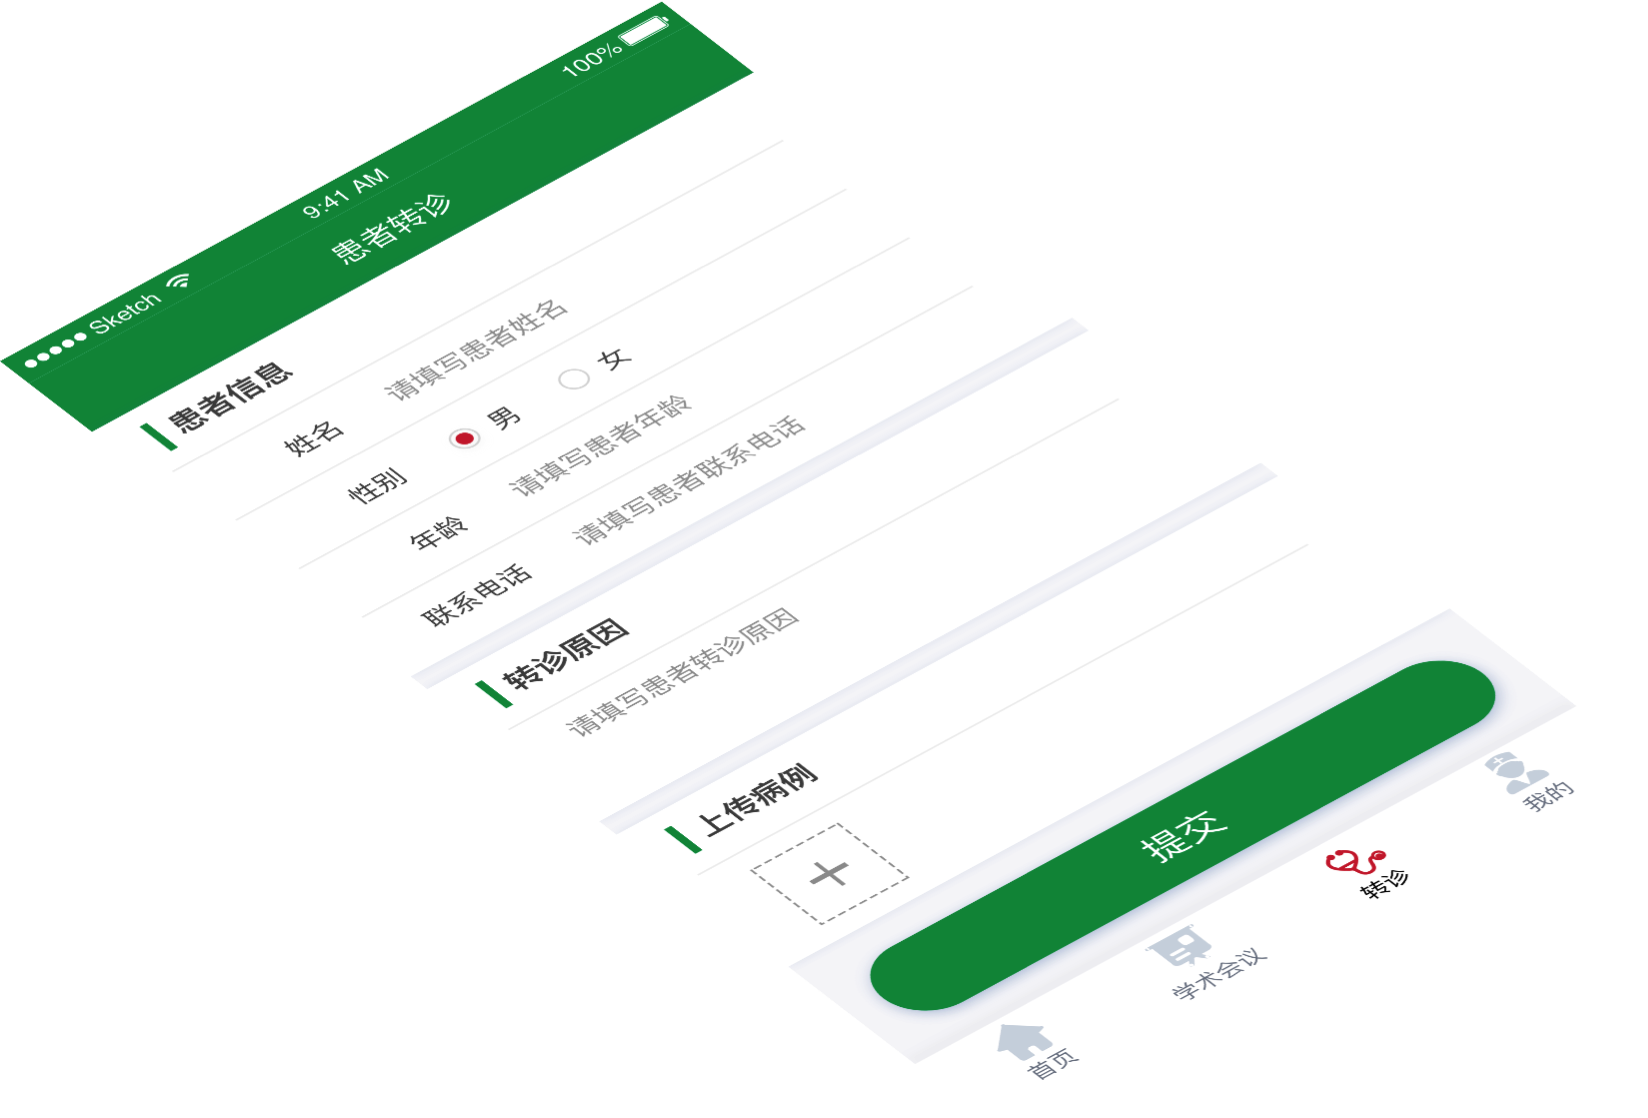 Sketch 9:41 AM 100%
患者转诊
患者信息
姓名 请填写患者姓名
性别 男 女
年龄 请填写患者年龄
联系电话 请填写患者联系电话
转诊原因
请填写患者转诊原因
上传病例
提交
首页 学术会议 转诊 我的